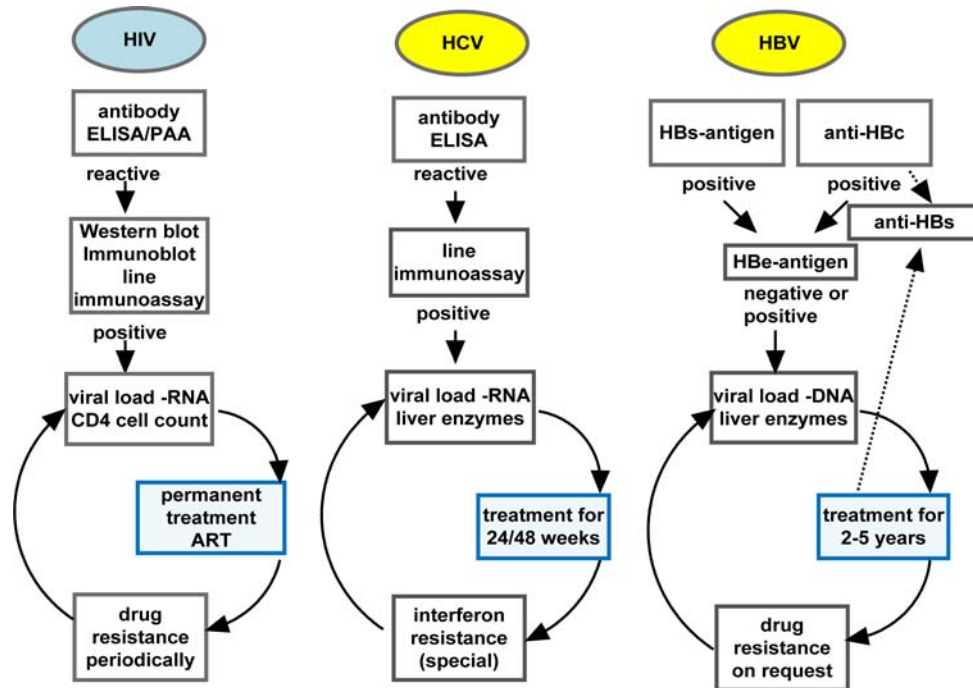 HIV
antibody
ELISA/PAA
reactive
Western blot
Immunoblot
line
immunoassay
positive
viral load -RNA
CD4 cell count
permanent
treatment
ART
drug
resistance
periodically
HCV
antibody
ELISA
reactive
line
immunoassay
positive
viral load -RNA
liver enzymes
treatment for
24/48 weeks
interferon
resistance
(special)
HBV
HBs-antigen
anti-HBc
positive
positive
anti-HBs
HBe-antigen
negative or
positive
viral load -DNA
liver enzymes
treatment for
2-5 years
drug
resistance
on request